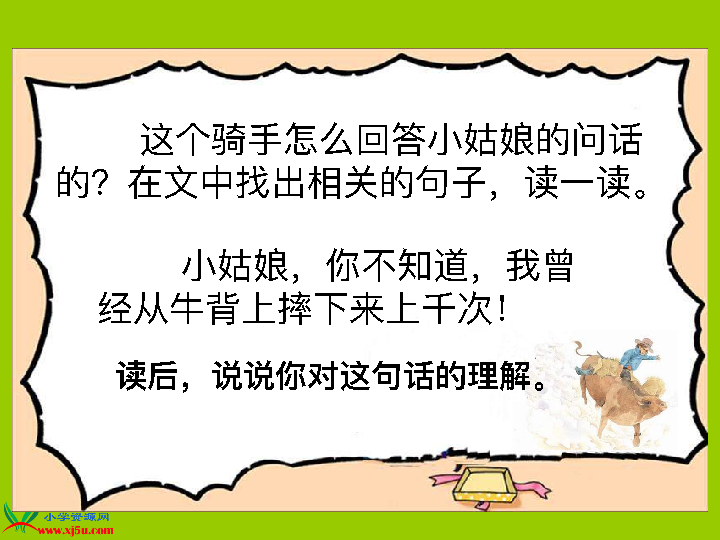 这个骑手怎么回答小姑娘的问话
的？在文中找出相关的句子，读一读。
小姑娘，你不知道，我曾
经从牛背上摔下来上千次！
读后，说说你对这句话的理解。
小学资源网
www.xj5u.com